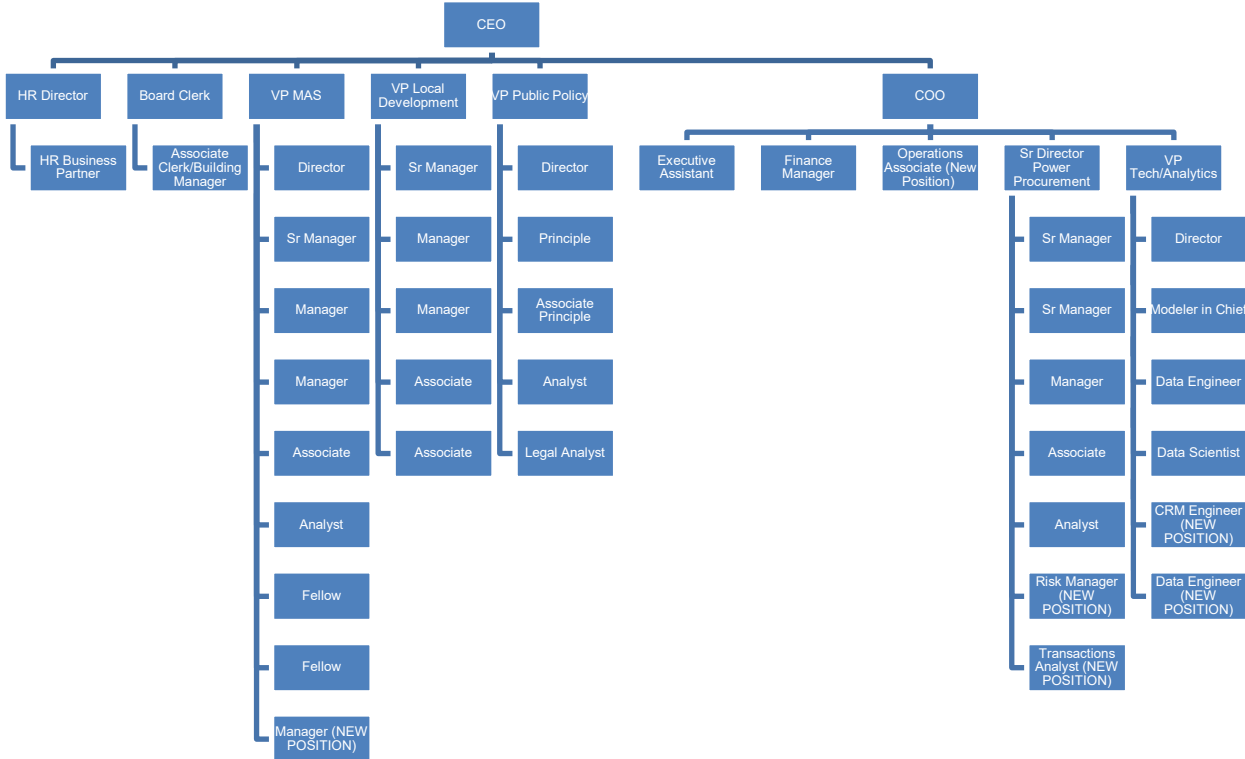 CEO
HR Director
Board Clerk
VP MAS
VP Local
Development
VP Public Policy
COO
HR Business
Partner
Associate
Clerk/Building
Manager
Director
Sr Manager
Director
Executive
Assistant
Finance
Manager
Operations
Associate (New
Position)
Sr Director
Power
Procurement
VP
Tech/Analytics
Sr Manager
Manager
Principle
Sr Manager
Director
Manager
Manager
Associate
Principle
Sr Manager
Modeler in Chief
Manager
Associate
Analyst
Manager
Data Engineer
Associate
Associate
Legal Analyst
Associate
Data Scientist
Analyst
Analyst
CRM Engineer
(NEW
POSITION)
Fellow
Risk Manager
(NEW
POSITION)
Data Engineer
(NEW
POSITION)
Fellow
Transactions
Analyst (NEW
POSITION)
Manager (NEW
POSITION)